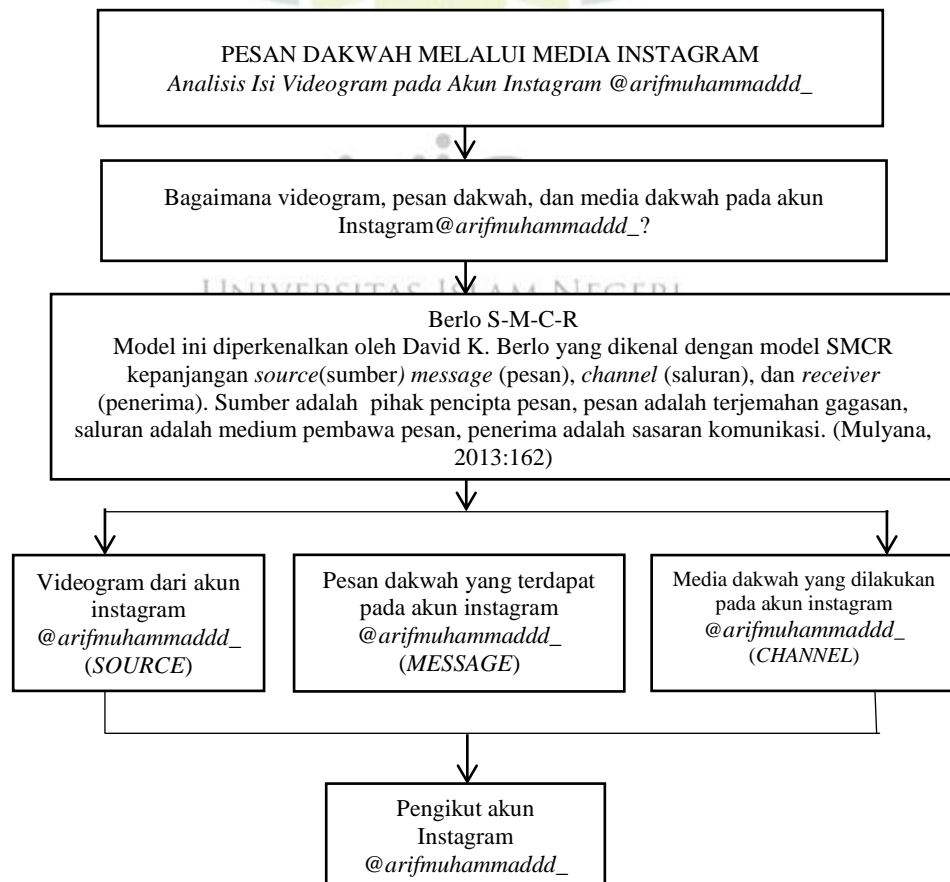 PESAN DAKWAH MELALUI MEDIA INSTAGRAM
Analisis Isi Videogram pada Akun Instagram @arifmuhammaddd_
Bagaimana videogram, pesan dakwah, dan media dakwah pada akun
Instagram@arifmuhammaddd_?
UNIVERSITAS ISLAM NEGERI
Berlo S-M-C-R
Model ini diperkenalkan oleh David K. Berlo yang dikenal dengan model SMCR
kepanjangan source(sumber) message (pesan), channel (saluran), dan receiver
(penerima). Sumber adalah pihak pencipta pesan, pesan adalah terjemahan gagasan,
saluran adalah medium pembawa pesan, penerima adalah sasaran komunikasi. (Mulyana,
2013:162)
Videogram dari akun
instagram
@arifmuhammaddd_
(SOURCE)
Pesan dakwah yang terdapat
pada akun instagram
@arifmuhammaddd_
(MESSAGE)
Media dakwah yang dilakukan
pada akun instagram
@arifmuhammaddd_
(CHANNEL)
Pengikut akun
Instagram
@arifmuhammaddd_